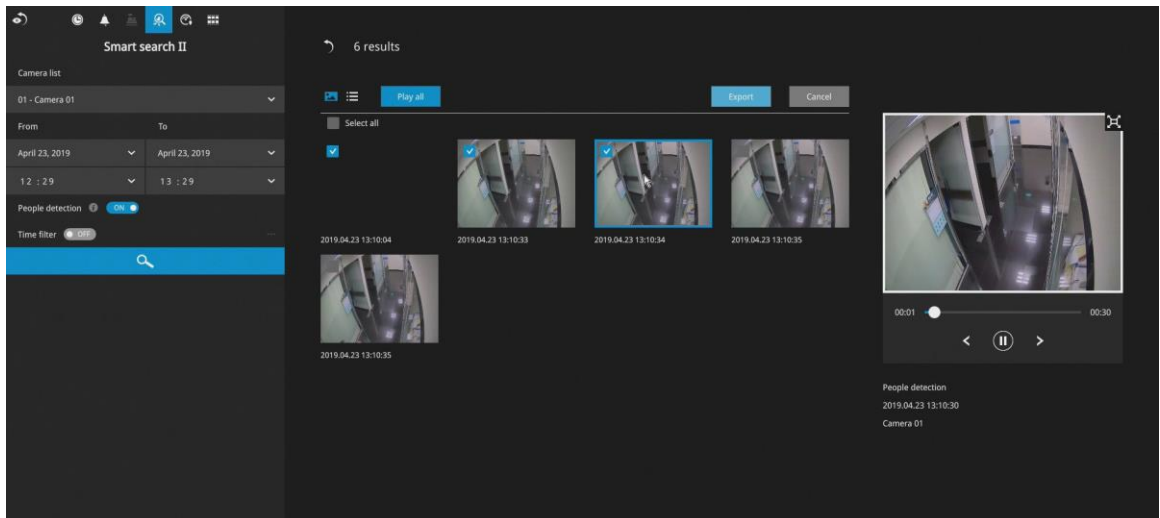 Smart search II
Camera list
01 - Camera 01
From To
April 23, 2019 April 23, 2019
12 : 29 13 : 29
People detection ON
Time filter OFF
6 results
Play all Export Cancel
Select all
2019.04.23 13:10:04 2019.04.23 13:10:33 2019.04.23 13:10:34 2019.04.23 13:10:35
2019.04.23 13:10:35
00:01 00:30
People detection
2019.04.23 13:10:30
Camera 01